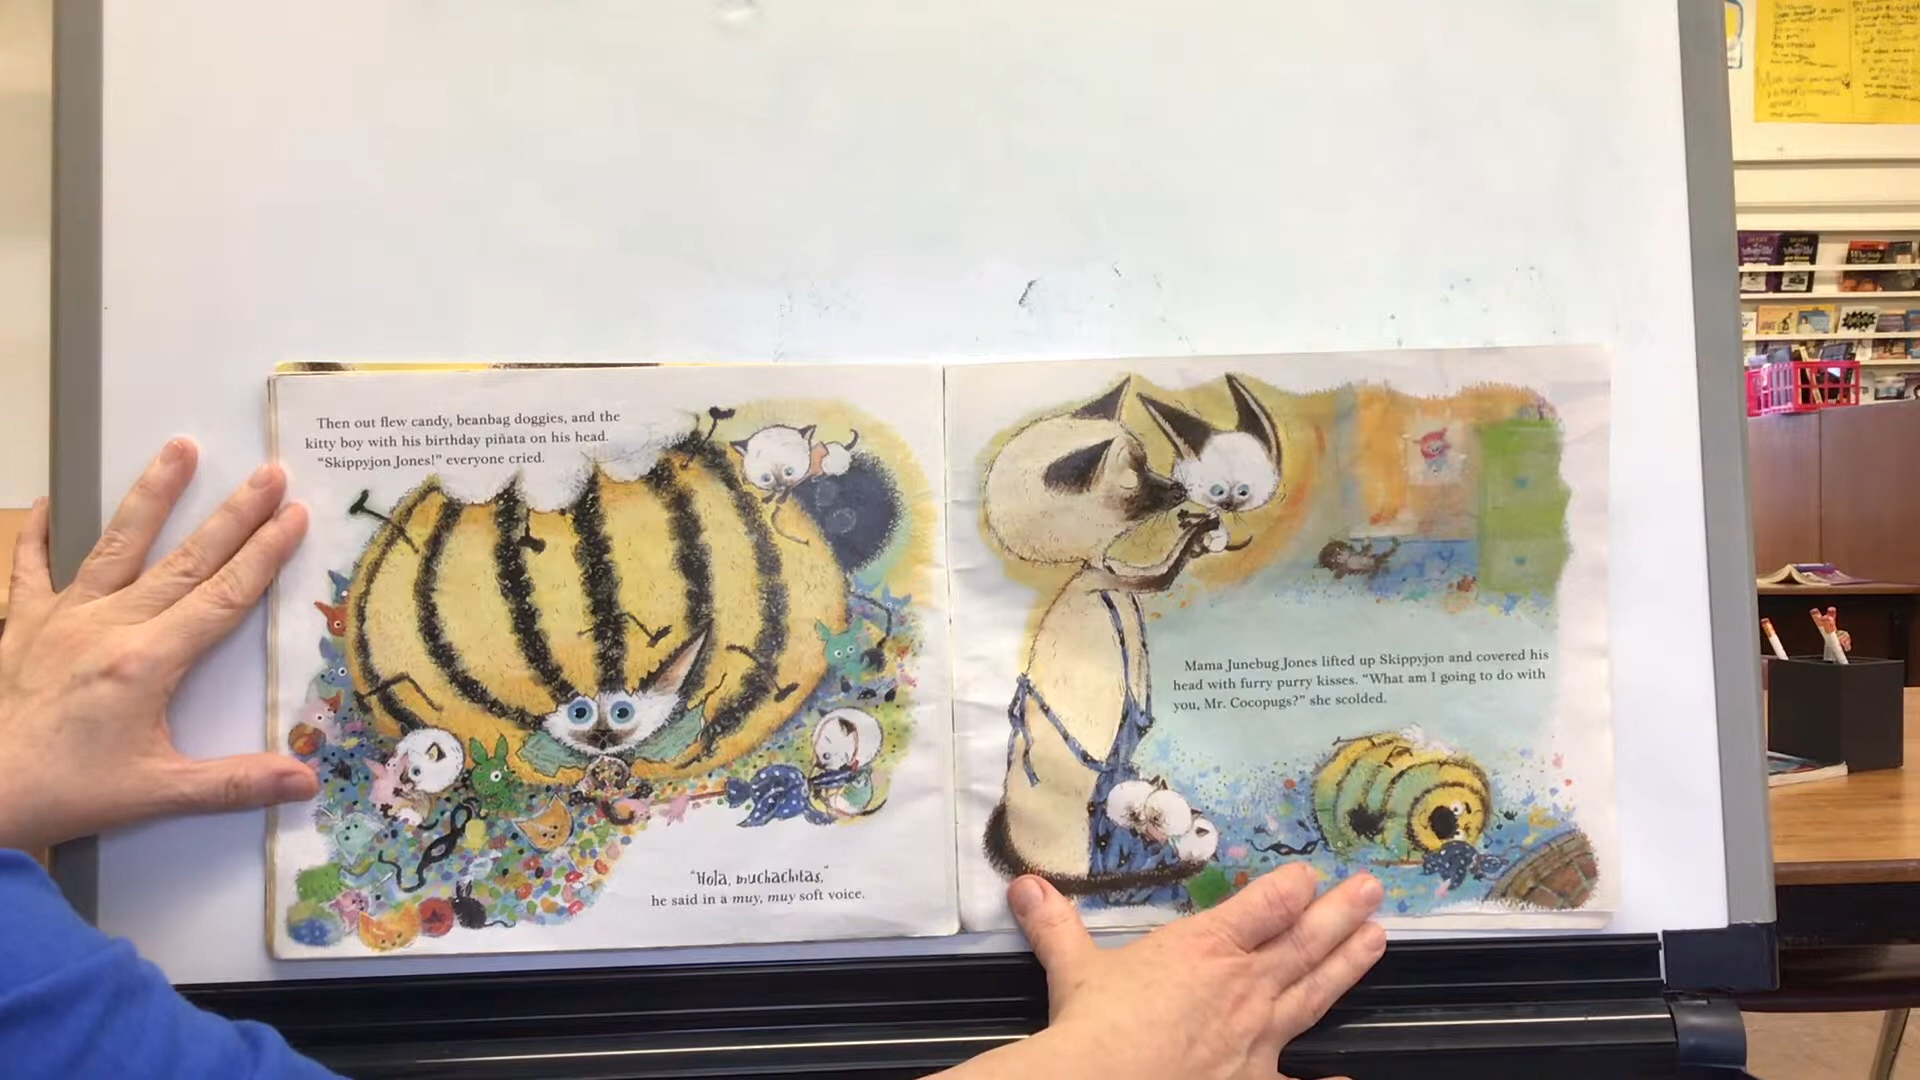 Then out flew candy, beanbag doggies, and the
kitty boy with his birthday piñata on his head.
“Skippyjon Jones!” everyone cried.
“Hola, muchachitas,”
he said in a muy, muy soft voice.
Mama Junebug Jones lifted up Skippyjon and covered his
head with furry purry kisses. “What am I going to do with
you, Mr. Cocopugs?” she scolded.